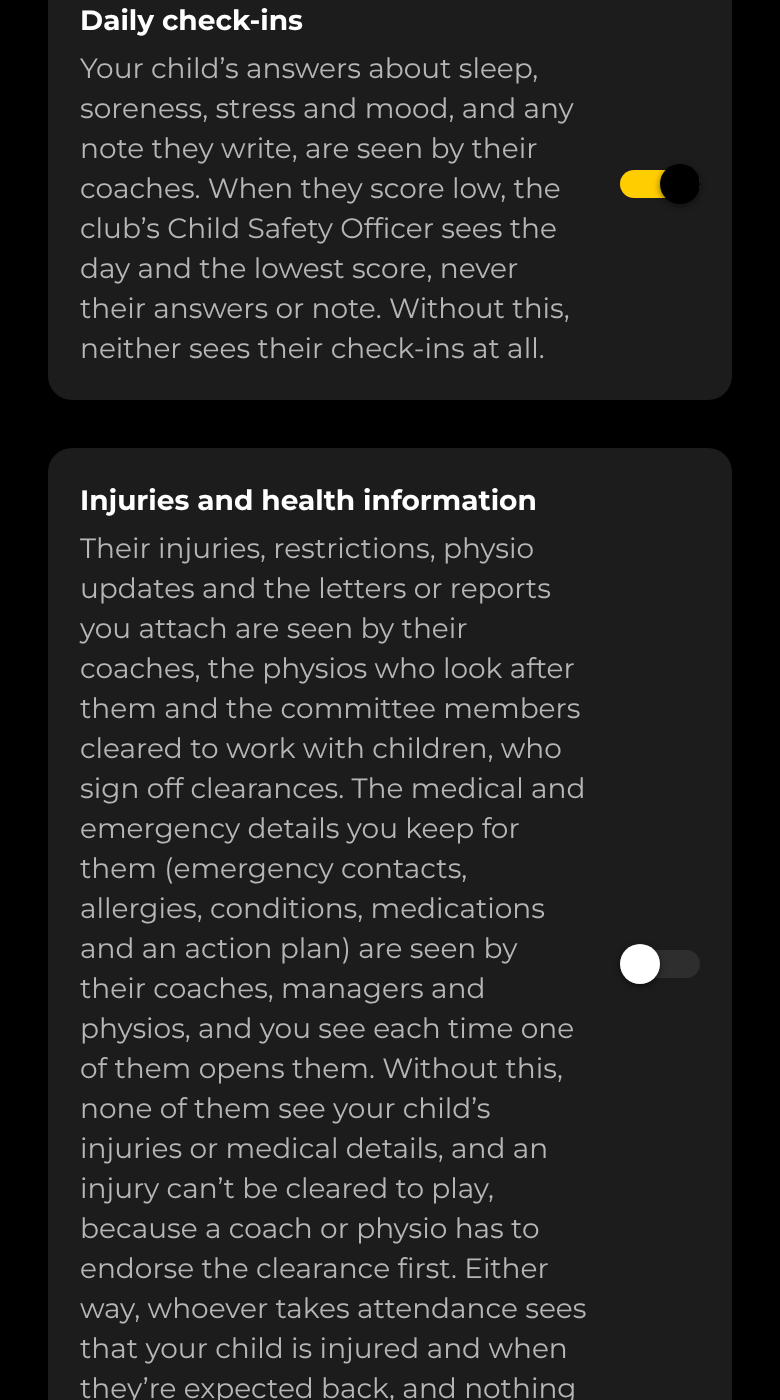 Daily check-ins
Your child’s answers about sleep,
soreness, stress and mood, and any
note they write, are seen by their
coaches. When they score low, the
club’s Child Safety Officer sees the
day and the lowest score, never
their answers or note. Without this,
neither sees their check-ins at all.
Injuries and health information
Their injuries, restrictions, physio
updates and the letters or reports
you attach are seen by their
coaches, the physios who look after
them and the committee members
cleared to work with children, who
sign off clearances. The medical and
emergency details you keep for
them (emergency contacts,
allergies, conditions, medications
and an action plan) are seen by
their coaches, managers and
physios, and you see each time one
of them opens them. Without this,
none of them see your child’s
injuries or medical details, and an
injury can’t be cleared to play,
because a coach or physio has to
endorse the clearance first. Either
way, whoever takes attendance sees
that your child is injured and when
they’re expected back, and nothing